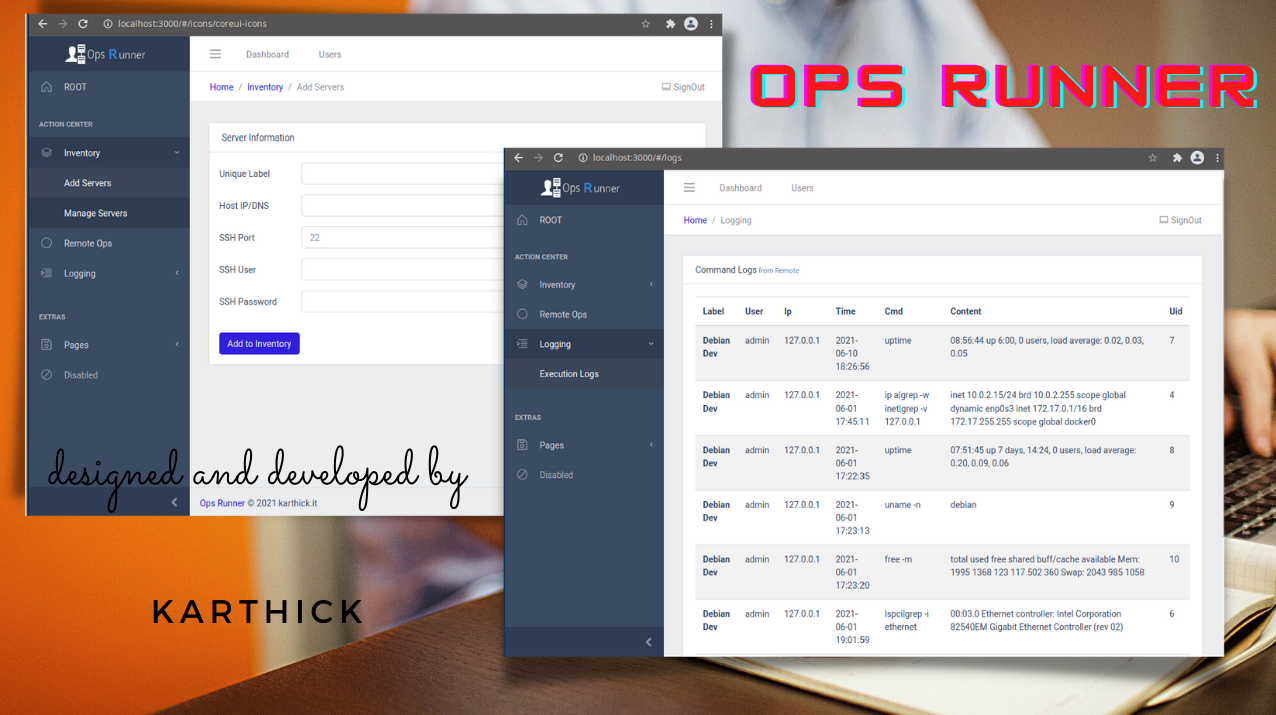 localhost:3000/#/icons/coreui-icons
Ops Runner
Dashboard Users
ROOT
Home / Inventory / Add Servers SignOut
ACTION CENTER
Inventory
Add Servers
Manage Servers
Remote Ops
Logging
EXTRAS
Pages
Disabled
Server Information
Unique Label
Host IP/DNS
SSH Port 22
SSH User
SSH Password
Add to Inventory
Ops Runner © 2021 karthick.it
OPS RUNNER
localhost:3000/#/logs
Ops Runner
Dashboard Users
ROOT
Home / Logging SignOut
ACTION CENTER
Inventory
Remote Ops
Logging
Execution Logs
EXTRAS
Pages
Disabled
Command Logs from Remote
Label User Ip Time Cmd Content Uid
Debian admin 127.0.0.1 2021- uptime 08:56:44 up 6:00, 0 users, load average: 0.02, 0.03, 7
Dev 06-10 0.05
18:26:56
Debian admin 127.0.0.1 2021- ip a|grep -w inet 10.0.2.15/24 brd 10.0.2.255 scope global 4
Dev 06-01 inet|grep -v dynamic enp0s3 inet 172.17.0.1/16 brd
17:45:11 127.0.0.1 172.17.255.255 scope global docker0
Debian admin 127.0.0.1 2021- uptime 07:51:45 up 7 days, 14:24, 0 users, load average: 8
Dev 06-01 0.20, 0.09, 0.06
17:22:35
Debian admin 127.0.0.1 2021- uname -n debian 9
Dev 06-01
17:23:13
Debian admin 127.0.0.1 2021- free -m total used free shared buff/cache available Mem: 10
Dev 06-01 1995 1368 123 117 502 360 Swap: 2043 985 1058
17:23:20
Debian admin 127.0.0.1 2021- lspci|grep -i 00:03.0 Ethernet controller: Intel Corporation 6
Dev 06-01 ethernet 82540EM Gigabit Ethernet Controller (rev 02)
19:01:59
designed and developed by
KARTHICK